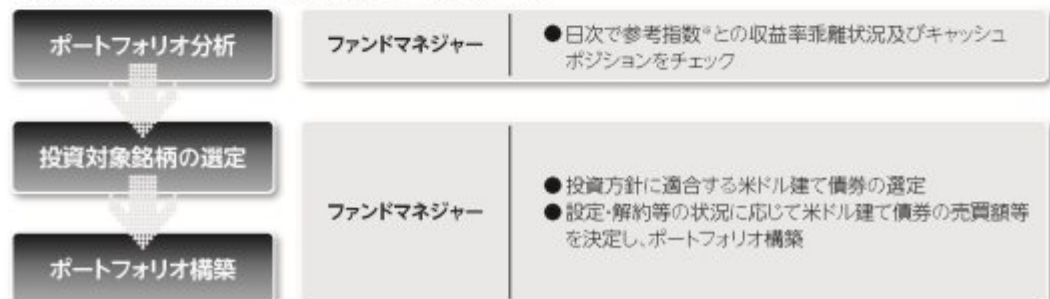 ポートフォリオ分析
ファンドマネジャー
●日次で参考指数※との収益率乖離状況及びキャッシュ
ポジションをチェック
投資対象銘柄の選定
ポートフォリオ構築
ファンドマネジャー
●投資方針に適合する米ドル建て債券の選定
●設定・解約等の状況に応じて米ドル建て債券の売買額等
を決定し、ポートフォリオ構築